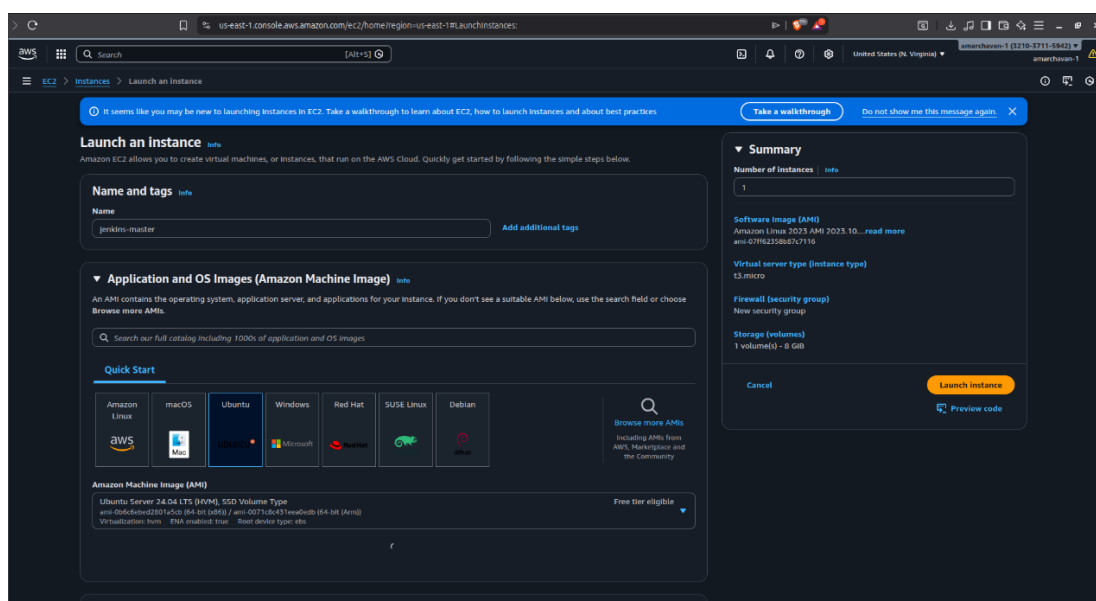 us-east-1.console.aws.amazon.com/ec2/home?region=us-east-1#LaunchInstances:
aws
Search [Alt+S]
United States (N. Virginia)
amarchavan-1 (3210-3711-5942)
amarchavan-1
EC2 > Instances > Launch an instance
It seems like you may be new to launching instances in EC2. Take a walkthrough to learn about EC2, how to launch instances and about best practices
Take a walkthrough
Do not show me this message again.
Launch an instance Info
Amazon EC2 allows you to create virtual machines, or instances, that run on the AWS Cloud. Quickly get started by following the simple steps below.
Name and tags Info
Name
jenkins-master
Add additional tags
Application and OS Images (Amazon Machine Image) Info
An AMI contains the operating system, application server, and applications for your instance. If you don't see a suitable AMI below, use the search field or choose
Browse more AMIs.
Search our full catalog including 1000s of application and OS images
Quick Start
Amazon
Linux
aws
macOS
Mac
Ubuntu
ubuntu
Windows
Microsoft
Red Hat
Red Hat
SUSE Linux
Debian
Browse more AMIs
Including AMIs from
AWS, Marketplace and
the Community
Amazon Machine Image (AMI)
Ubuntu Server 24.04 LTS (HVM), SSD Volume Type
Free tier eligible
ami-0b6c6ebed2801a5cb (64-bit (x86)) / ami-0071c8c431eea0edb (64-bit (Arm))
Virtualization: hvm ENA enabled: true Root device type: ebs
Summary
Number of instances Info
1
Software Image (AMI)
Amazon Linux 2023 AMI 2023.10....read more
ami-07ff62358b87c7116
Virtual server type (instance type)
t3.micro
Firewall (security group)
New security group
Storage (volumes)
1 volume(s) - 8 GiB
Cancel
Launch instance
Preview code